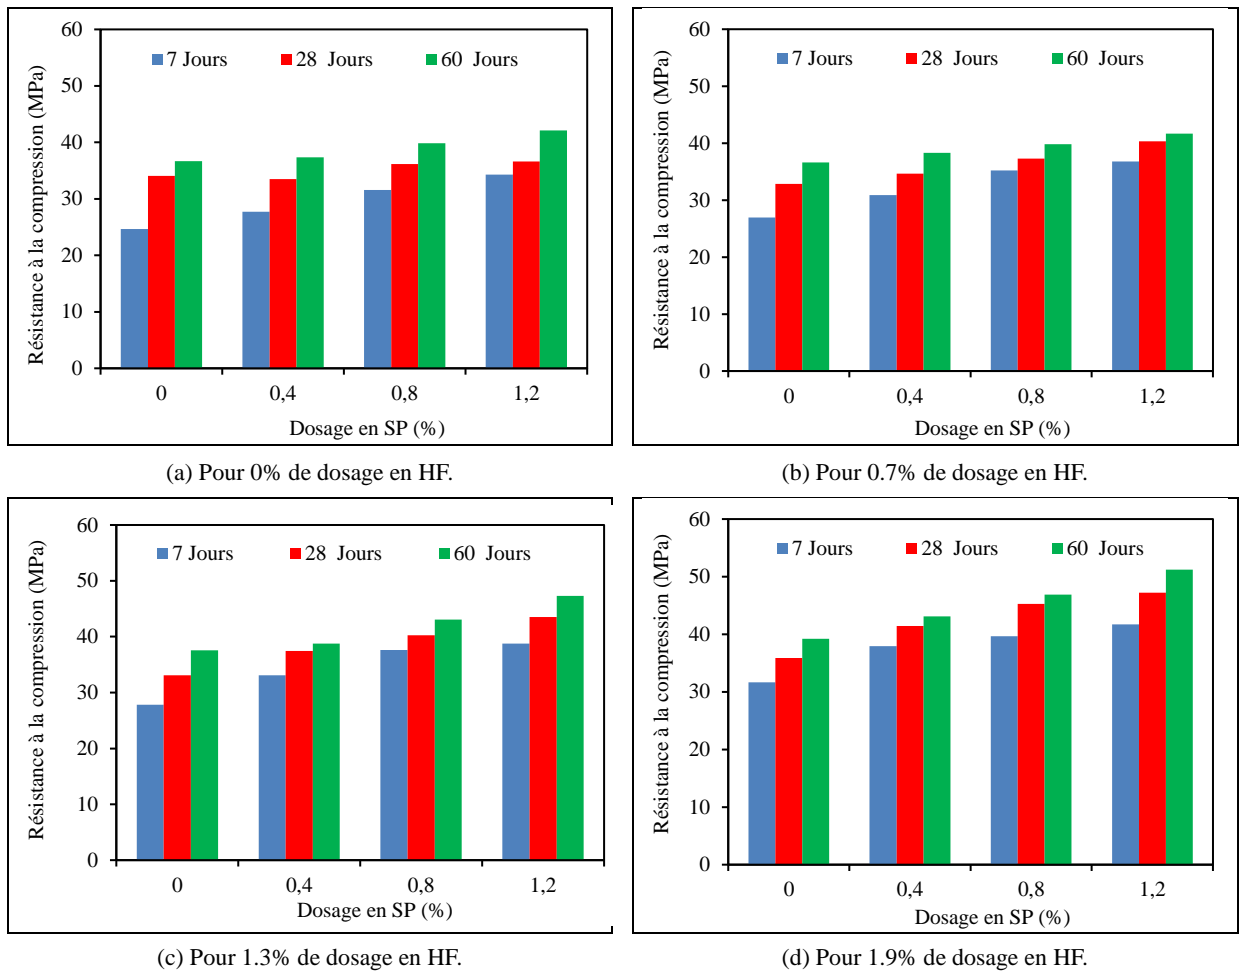 60
50
40
30
20
10
0
Résistance à la compression (MPa)
7 Jours 28 Jours 60 Jours
0 0,4 0,8 1,2
Dosage en SP (%)
(a) Pour 0% de dosage en HF.
60
50
40
30
20
10
0
Résistance à la compression (MPa)
7 Jours 28 Jours 60 Jours
0 0,4 0,8 1,2
Dosage en SP (%)
(b) Pour 0.7% de dosage en HF.
60
50
40
30
20
10
0
Résistance à la compression (MPa)
7 Jours 28 Jours 60 Jours
0 0,4 0,8 1,2
Dosage en SP (%)
(c) Pour 1.3% de dosage en HF.
60
50
40
30
20
10
0
Résistance à la compression (MPa)
7 Jours 28 Jours 60 Jours
0 0,4 0,8 1,2
Dosage en SP (%)
(d) Pour 1.9% de dosage en HF.